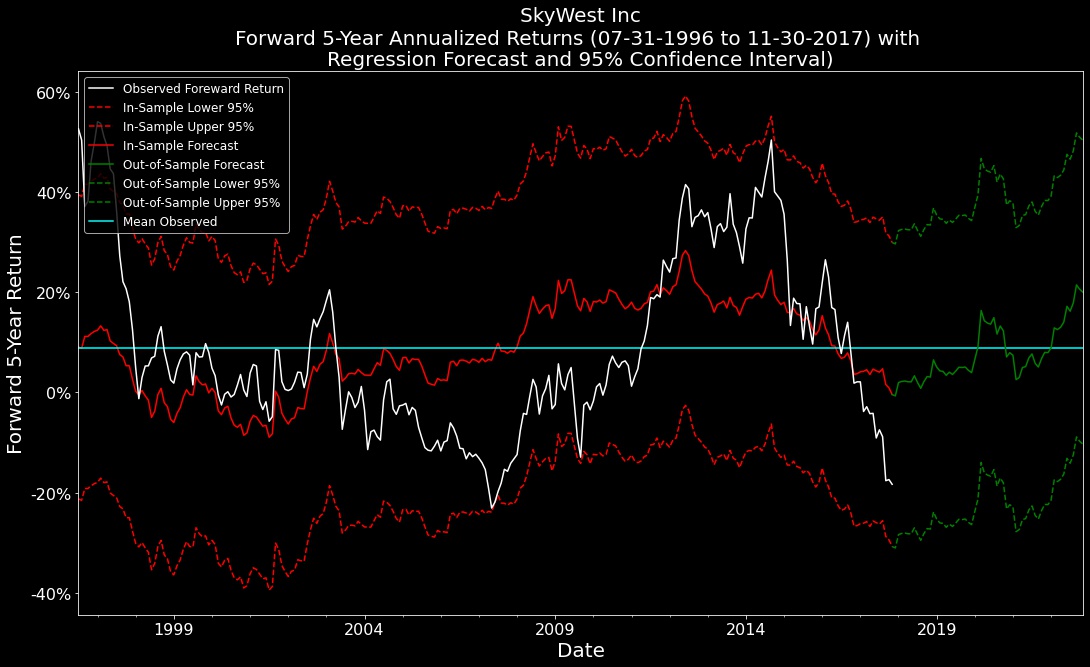 SkyWest Inc
Forward 5-Year Annualized Returns (07-31-1996 to 11-30-2017) with
Regression Forecast and 95% Confidence Interval)
Observed Foreward Return
In-Sample Lower 95%
In-Sample Upper 95%
In-Sample Forecast
Out-of-Sample Forecast
Out-of-Sample Lower 95%
Out-of-Sample Upper 95%
Mean Observed
Forward 5-Year Return
60%
40%
20%
0%
-20%
-40%
1999 2004 2009 2014 2019
Date